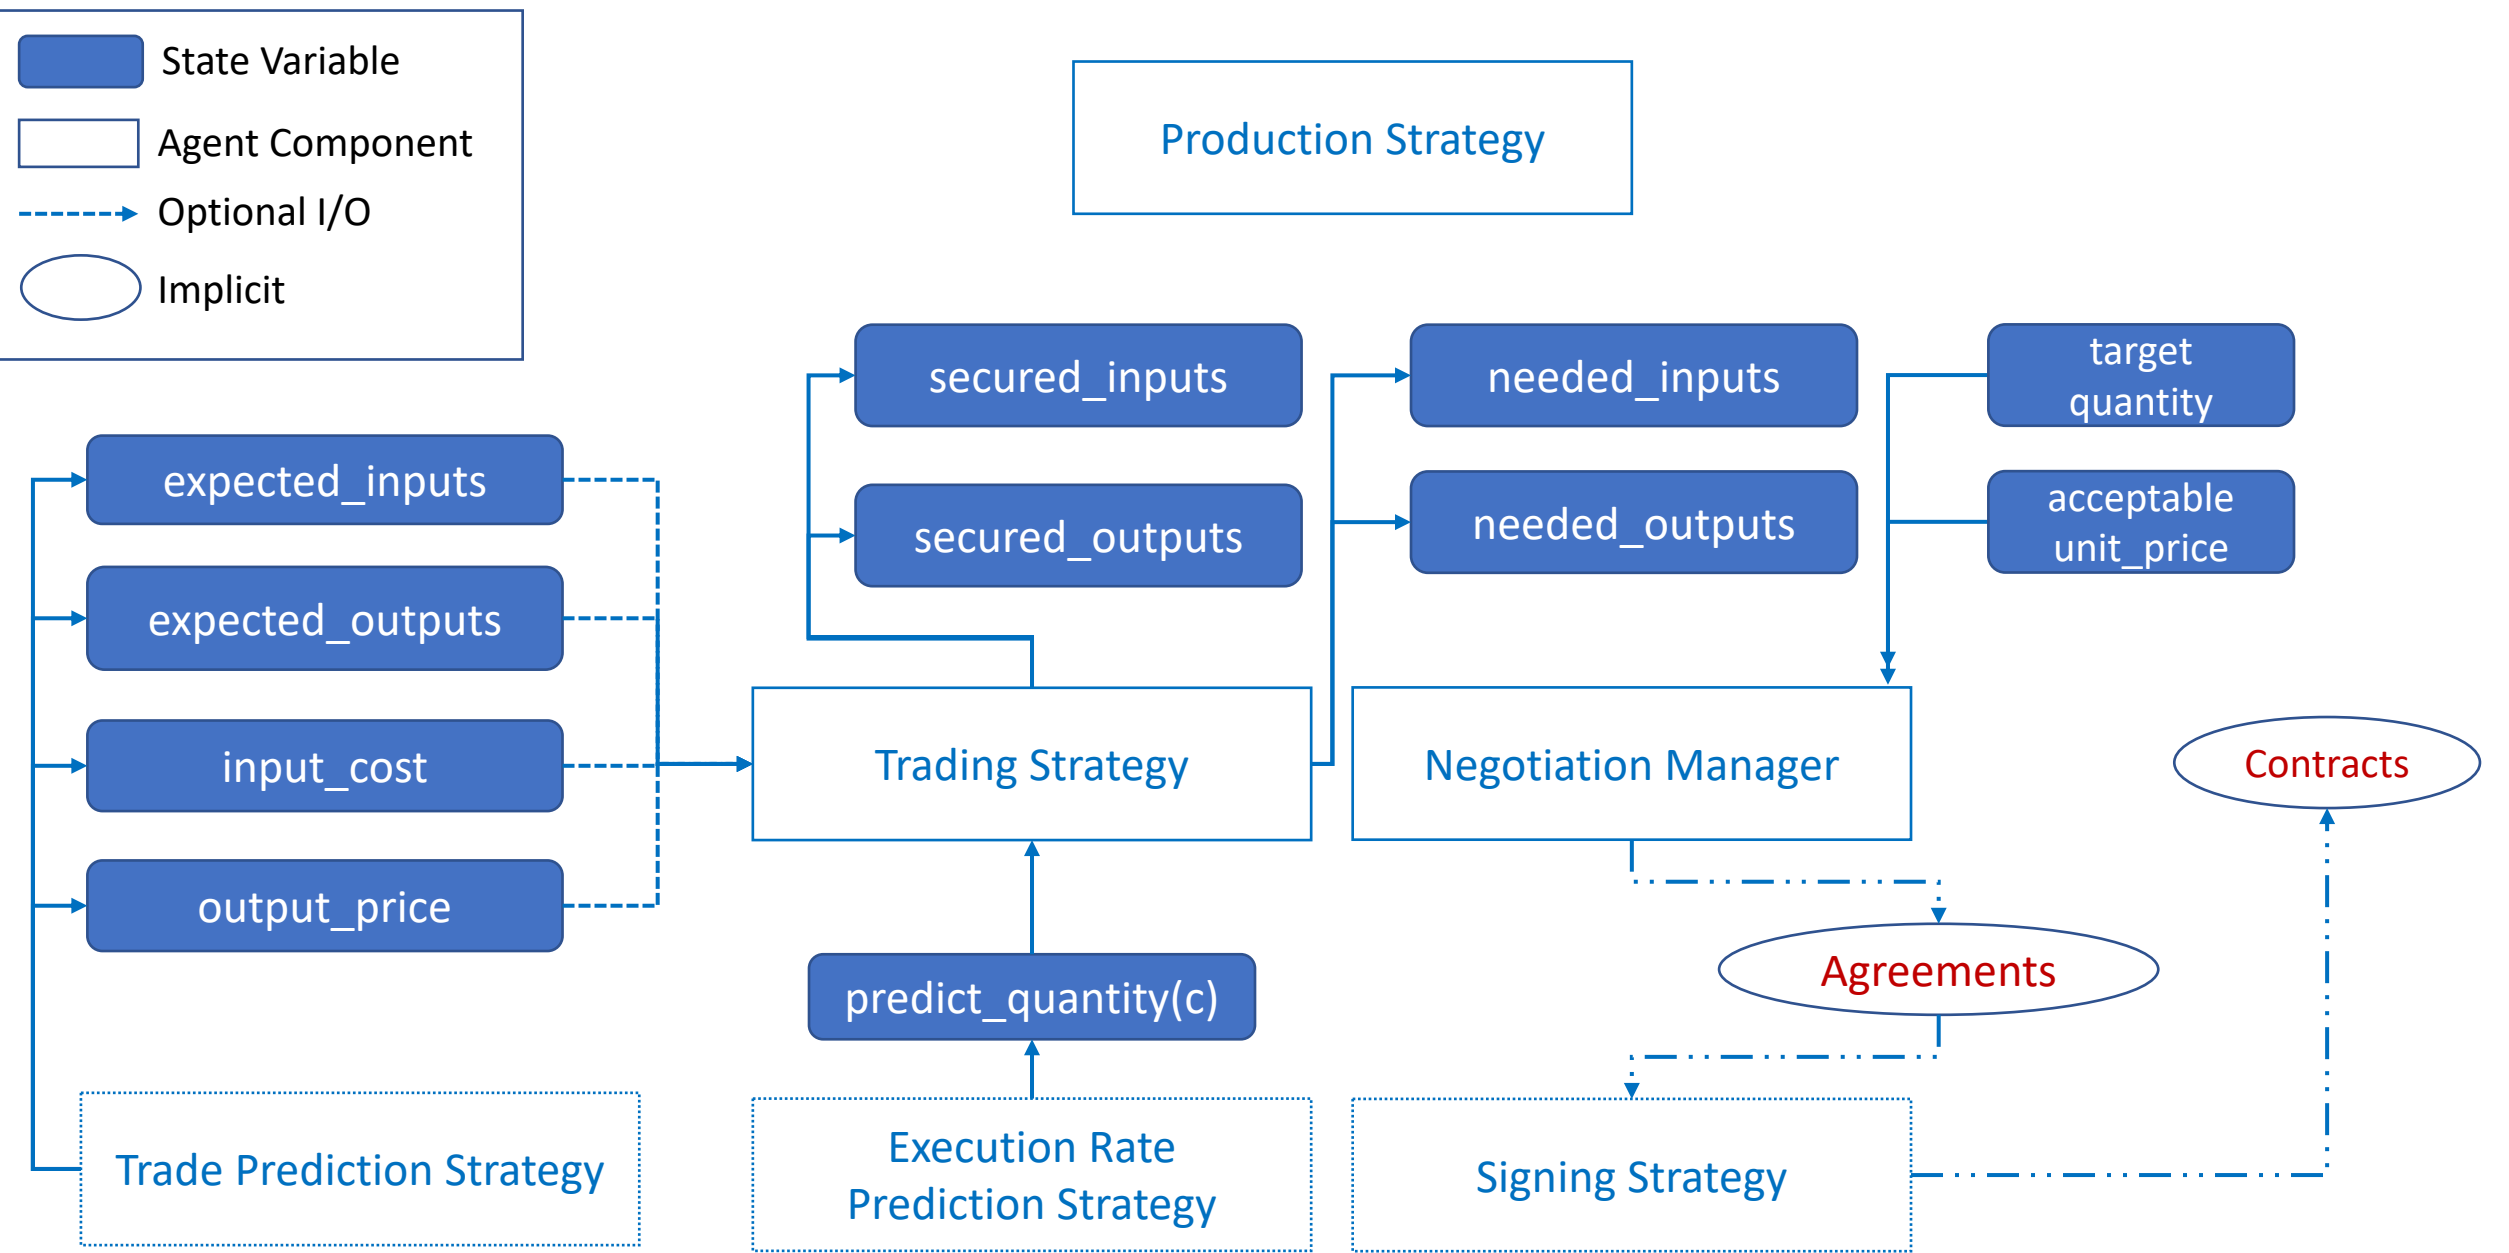 State Variable
Agent Component
Optional I/O
Implicit
Production Strategy
secured_inputs
needed_inputs
target
quantity
expected_inputs
secured_outputs
needed_outputs
acceptable
unit_price
expected_outputs
input_cost
Trading Strategy
Negotiation Manager
Contracts
output_price
predict_quantity(c)
Agreements
Trade Prediction Strategy
Execution Rate
Prediction Strategy
Signing Strategy